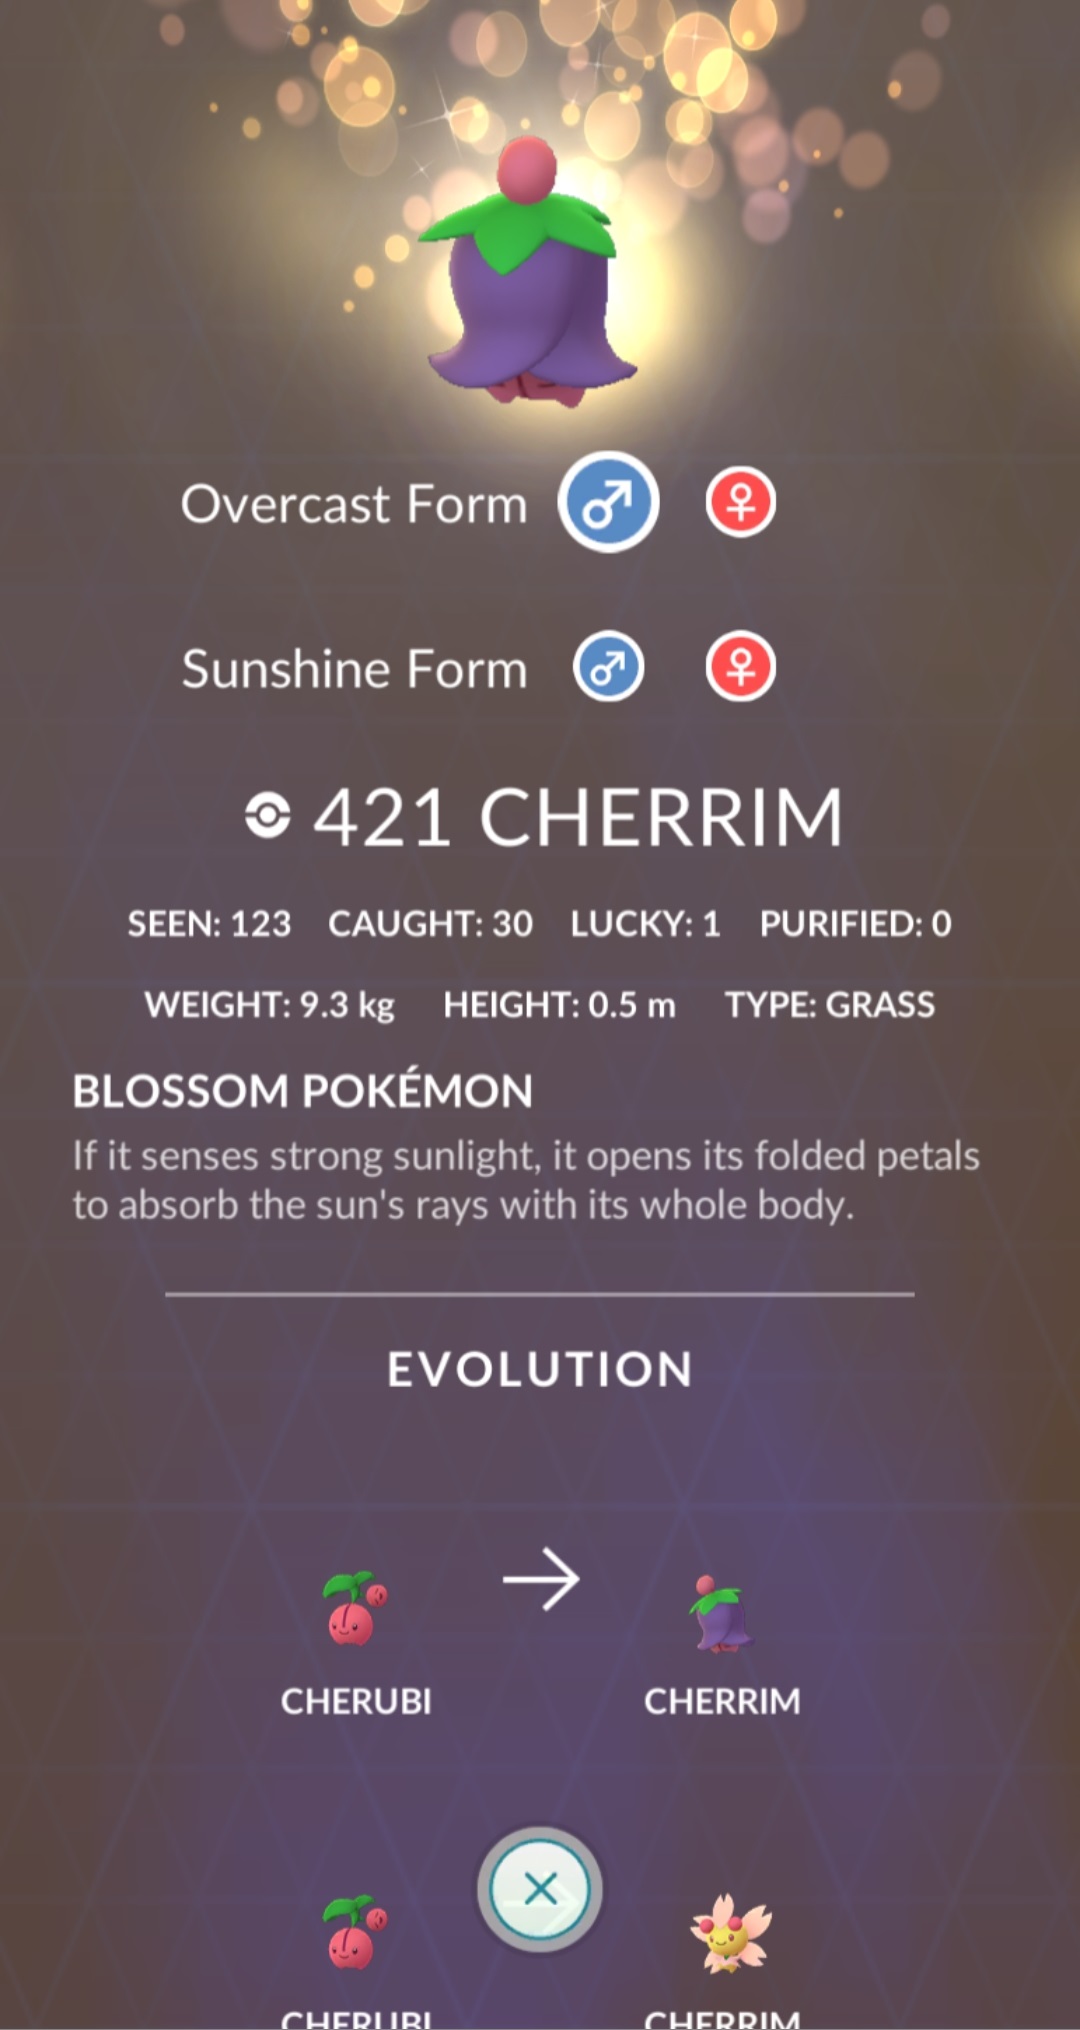 Overcast Form
Sunshine Form
421 CHERRIM
SEEN: 123 CAUGHT: 30 LUCKY: 1 PURIFIED: 0
WEIGHT: 9.3 kg HEIGHT: 0.5 m TYPE: GRASS
BLOSSOM POKÉMON
If it senses strong sunlight, it opens its folded petals
to absorb the sun's rays with its whole body.
EVOLUTION
CHERUBI CHERRIM
CHERUBI CHERRIM